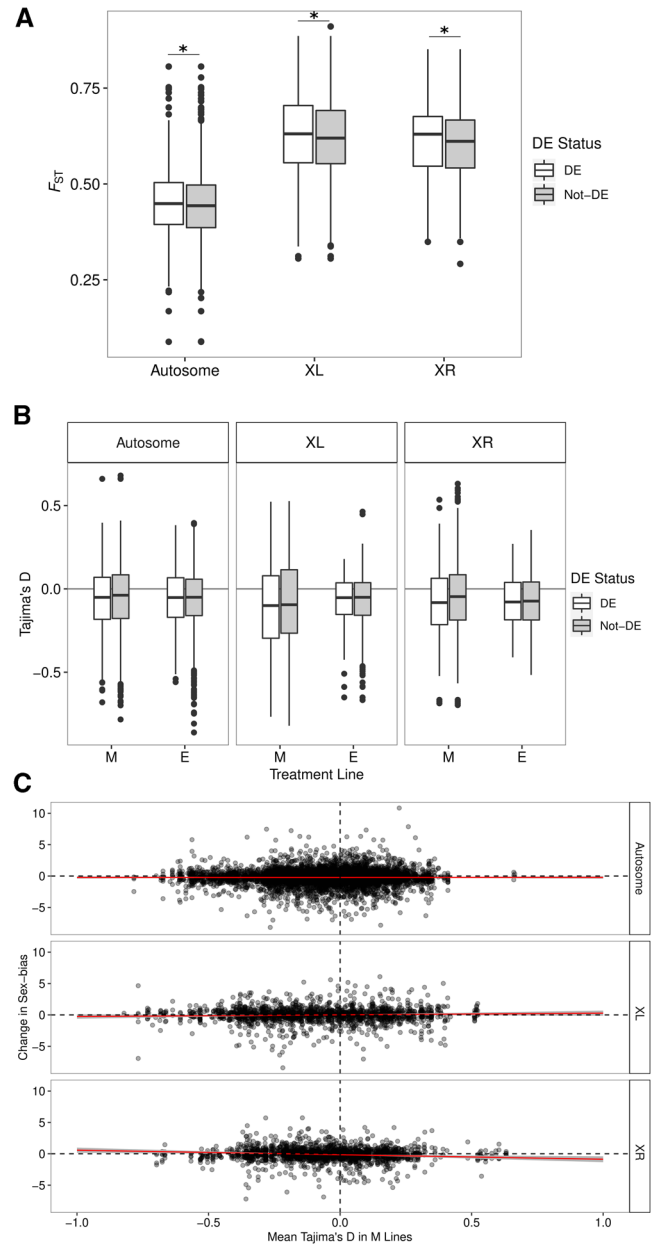 A
*
*
*
0.75
0.50
0.25
FST
Autosome
XL
XR
DE Status
DE
Not−DE
B
Autosome
XL
XR
0.5
0.0
−0.5
Tajima's D
M
E
M
E
M
E
Treatment Line
DE Status
DE
Not−DE
C
10
5
0
−5
Autosome
10
5
0
−5
XL
10
5
0
−5
XR
Change in Sex−bias
−1.0
−0.5
0.0
0.5
1.0
Mean Tajima's D in M Lines